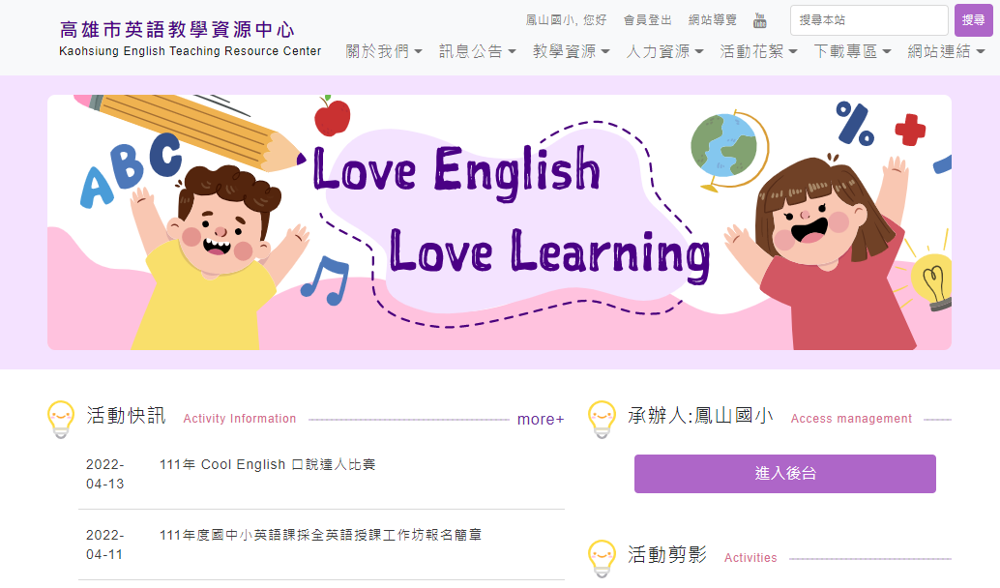 高雄市英語教學資源中心
Kaohsiung English Teaching Resource Center
鳳山國小, 您好 會員登出 網站導覽 You Tube 搜尋本站 搜尋
關於我們 訊息公告 教學資源 人力資源 活動花絮 下載專區 網站連結
A B C
Love English
Love Learning
活動快訊 Activity Information more+
2022-04-13 111年 Cool English 口說達人比賽
2022-04-11 111年度國中小英語課採全英語授課工作坊報名簡章
承辦人:鳳山國小 Access management
進入後台
活動剪影 Activities